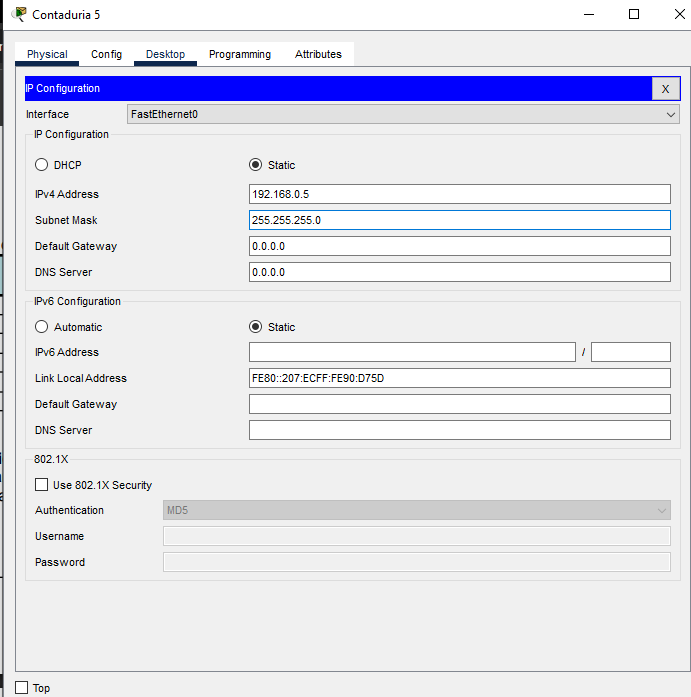 Contaduria 5
Physical Config Desktop Programming Attributes
IP Configuration X
Interface FastEthernet0
IP Configuration
DHCP Static
IPv4 Address 192.168.0.5
Subnet Mask 255.255.255.0
Default Gateway 0.0.0.0
DNS Server 0.0.0.0
IPv6 Configuration
Automatic Static
IPv6 Address /
Link Local Address FE80::207:ECFF:FE90:D75D
Default Gateway
DNS Server
802.1X
Use 802.1X Security
Authentication MD5
Username
Password
Top